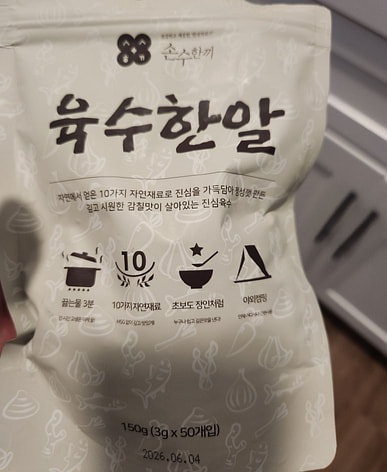 손수한끼
육수한알
자연에서 얻은 10가지 자연재료로 진심을 가득담아 정성껏 만든
깊고 시원한 감칠맛이 살아있는 진심육수
10
끓는물 3분
10가지 자연재료
초보도 장인처럼
야외캠핑
150g (3g x 50개입)
2026.06.04